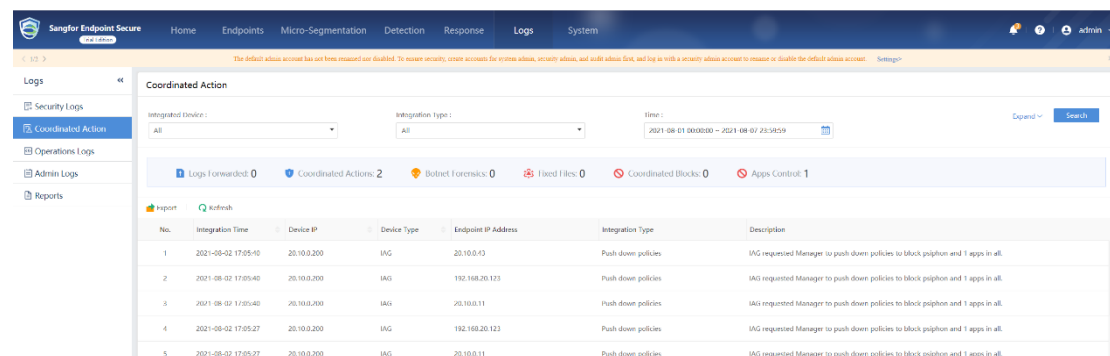 Sangfor Endpoint Secure
Trial Edition
Home Endpoints Micro-Segmentation Detection Response Logs System
admin
< 1/2 > The default admin account has not been renamed nor disabled. To ensure security, create accounts for system admin, security admin, and audit admin first, and log in with a security admin account to rename or disable the default admin account. Settings>
Logs «
Security Logs
Coordinated Action
Operations Logs
Admin Logs
Reports
Coordinated Action
Integrated Device : Integration Type : Time :
All All 2021-08-01 00:00:00 ~ 2021-08-07 23:59:59 Expand Search
Logs Forwarded: 0 Coordinated Actions: 2 Botnet Forensics: 0 Fixed Files: 0 Coordinated Blocks: 0 Apps Control: 1
Export Refresh
No. Integration Time Device IP Device Type Endpoint IP Address Integration Type Description
1 2021-08-02 17:05:40 20.10.0.200 IAG 20.10.0.43 Push down policies IAG requested Manager to push down policies to block psiphon and 1 apps in all.
2 2021-08-02 17:05:40 20.10.0.200 IAG 192.168.20.123 Push down policies IAG requested Manager to push down policies to block psiphon and 1 apps in all.
3 2021-08-02 17:05:40 20.10.0.200 IAG 20.10.0.11 Push down policies IAG requested Manager to push down policies to block psiphon and 1 apps in all.
4 2021-08-02 17:05:27 20.10.0.200 IAG 192.168.20.123 Push down policies IAG requested Manager to push down policies to block psiphon and 1 apps in all.
5 2021-08-02 17:05:27 20.10.0.200 IAG 20.10.0.11 Push down policies IAG requested Manager to push down policies to block psiphon and 1 apps in all.